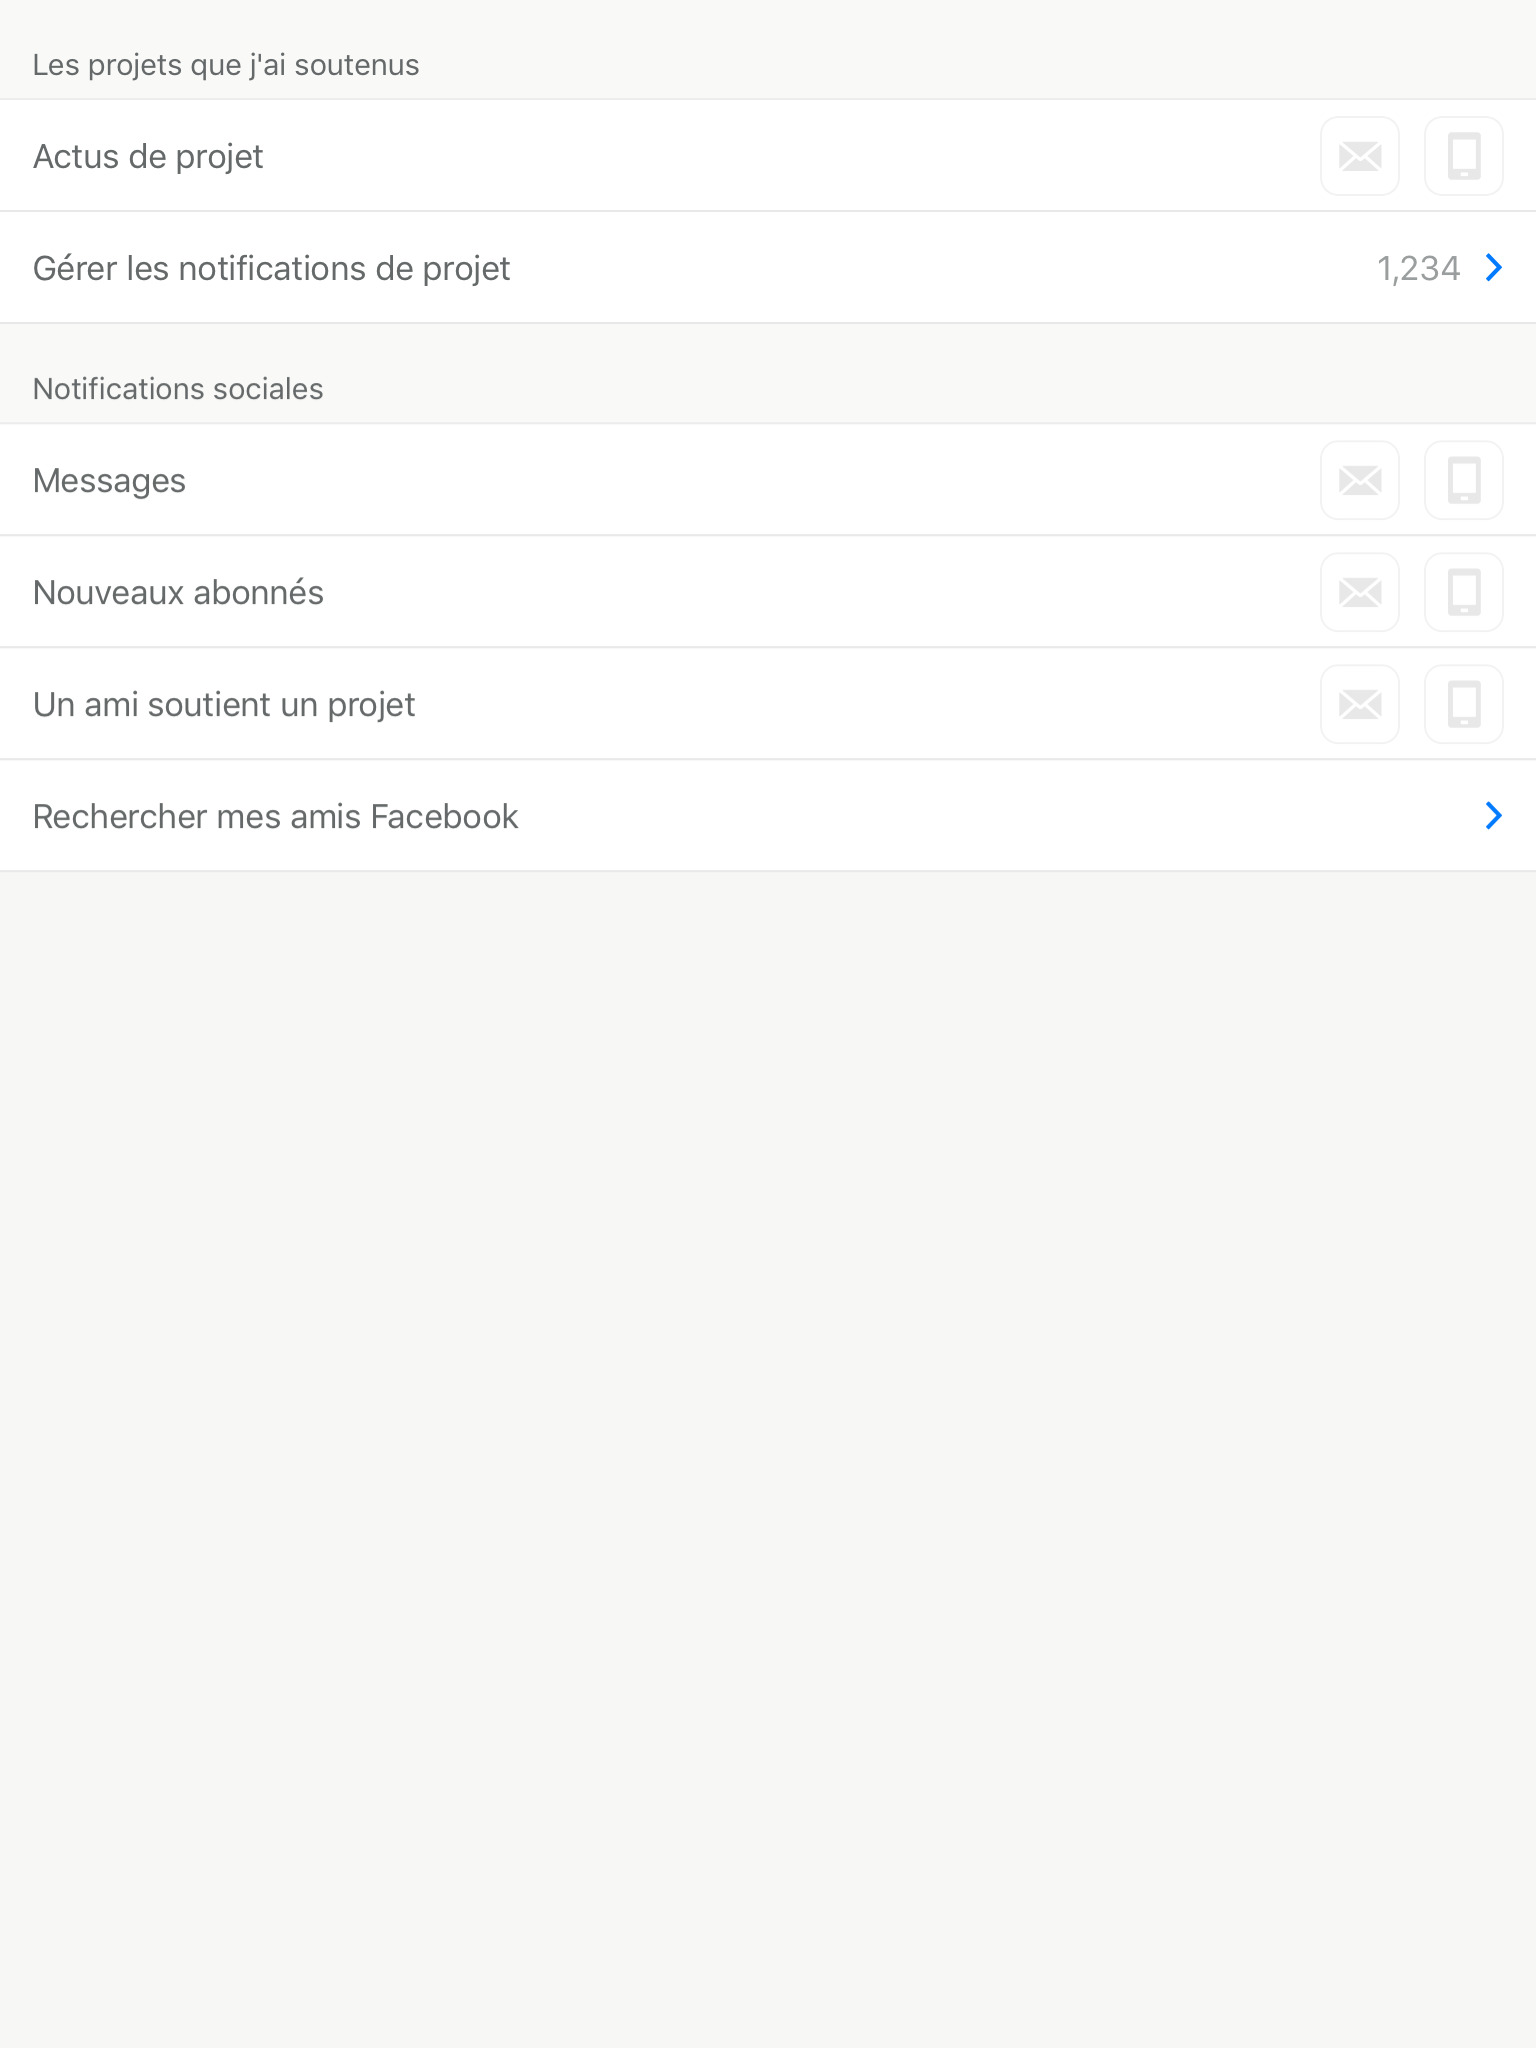 Les projets que j'ai soutenus
Actus de projet
Gérer les notifications de projet 1,234
Notifications sociales
Messages
Nouveaux abonnés
Un ami soutient un projet
Rechercher mes amis Facebook